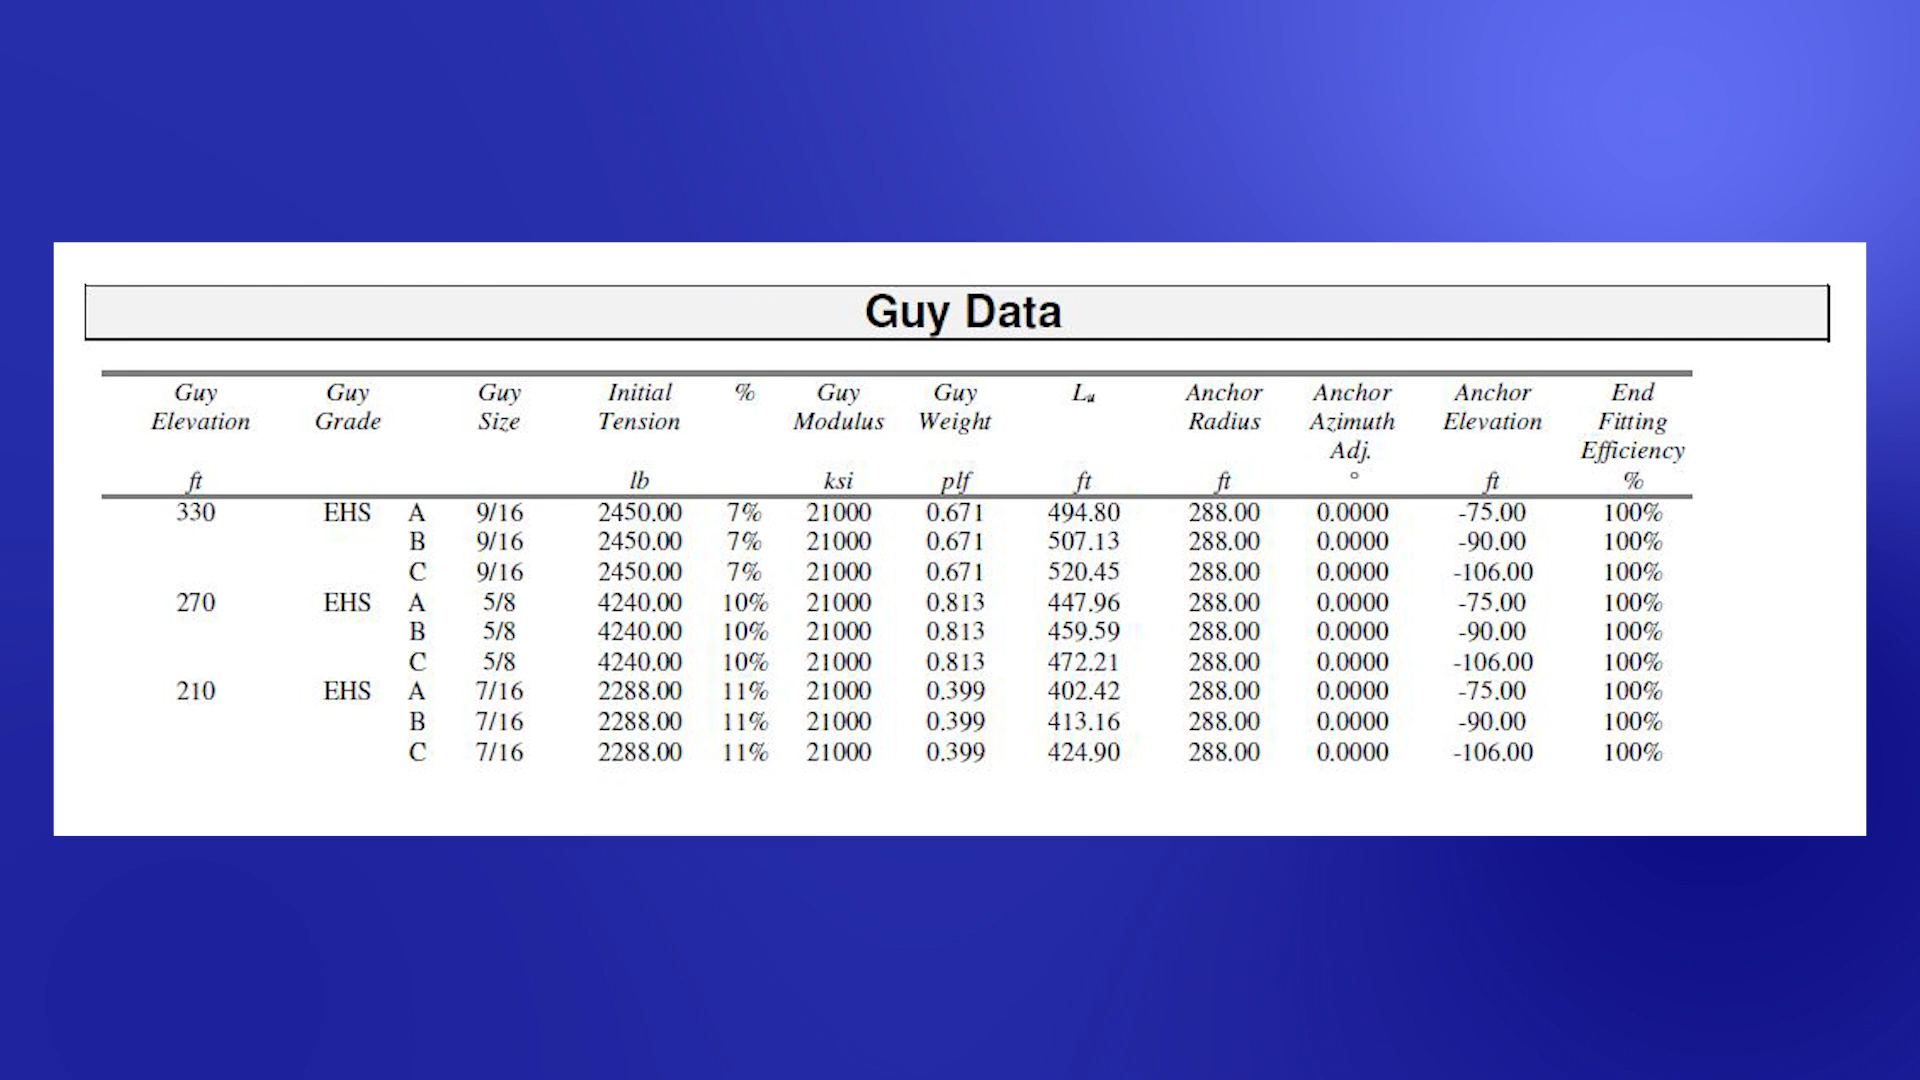 Guy Data
Guy Guy Guy Initial % Guy Guy Lu Anchor Anchor Anchor End
Elevation Grade Size Tension Modulus Weight Radius Azimuth Elevation Fitting
Adj. Efficiency
ft lb ksi plf ft ft ° ft %
330 EHS A 9/16 2450.00 7% 21000 0.671 494.80 288.00 0.0000 -75.00 100%
B 9/16 2450.00 7% 21000 0.671 507.13 288.00 0.0000 -90.00 100%
C 9/16 2450.00 7% 21000 0.671 520.45 288.00 0.0000 -106.00 100%
270 EHS A 5/8 4240.00 10% 21000 0.813 447.96 288.00 0.0000 -75.00 100%
B 5/8 4240.00 10% 21000 0.813 459.59 288.00 0.0000 -90.00 100%
C 5/8 4240.00 10% 21000 0.813 472.21 288.00 0.0000 -106.00 100%
210 EHS A 7/16 2288.00 11% 21000 0.399 402.42 288.00 0.0000 -75.00 100%
B 7/16 2288.00 11% 21000 0.399 413.16 288.00 0.0000 -90.00 100%
C 7/16 2288.00 11% 21000 0.399 424.90 288.00 0.0000 -106.00 100%